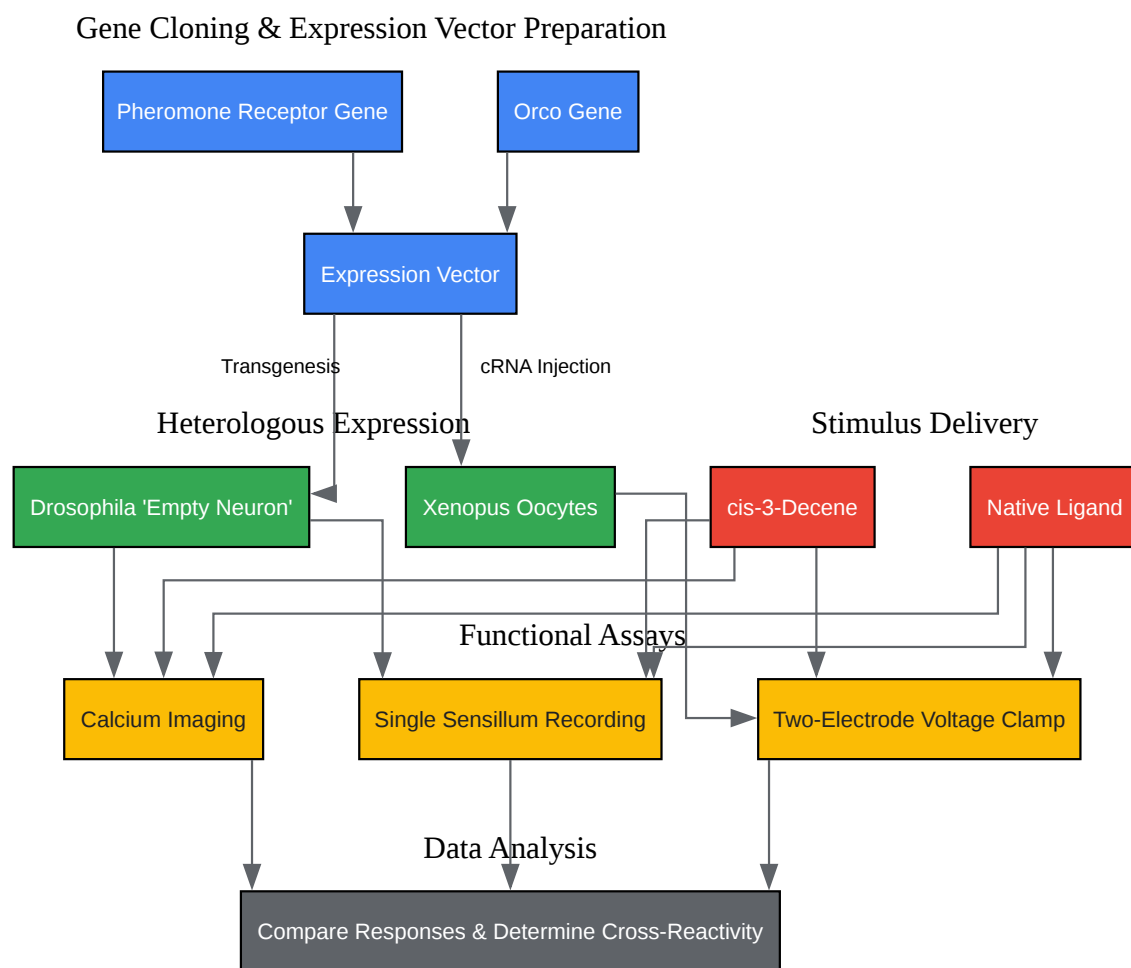 Gene Cloning & Expression Vector Preparation
Pheromone Receptor Gene
Orco Gene
Expression Vector
Transgenesis
cRNA Injection
Heterologous Expression
Stimulus Delivery
Drosophila 'Empty Neuron'
Xenopus Oocytes
cis-3-Decene
Native Ligand
Functional Assays
Calcium Imaging
Single Sensillum Recording
Two-Electrode Voltage Clamp
Data Analysis
Compare Responses & Determine Cross-Reactivity